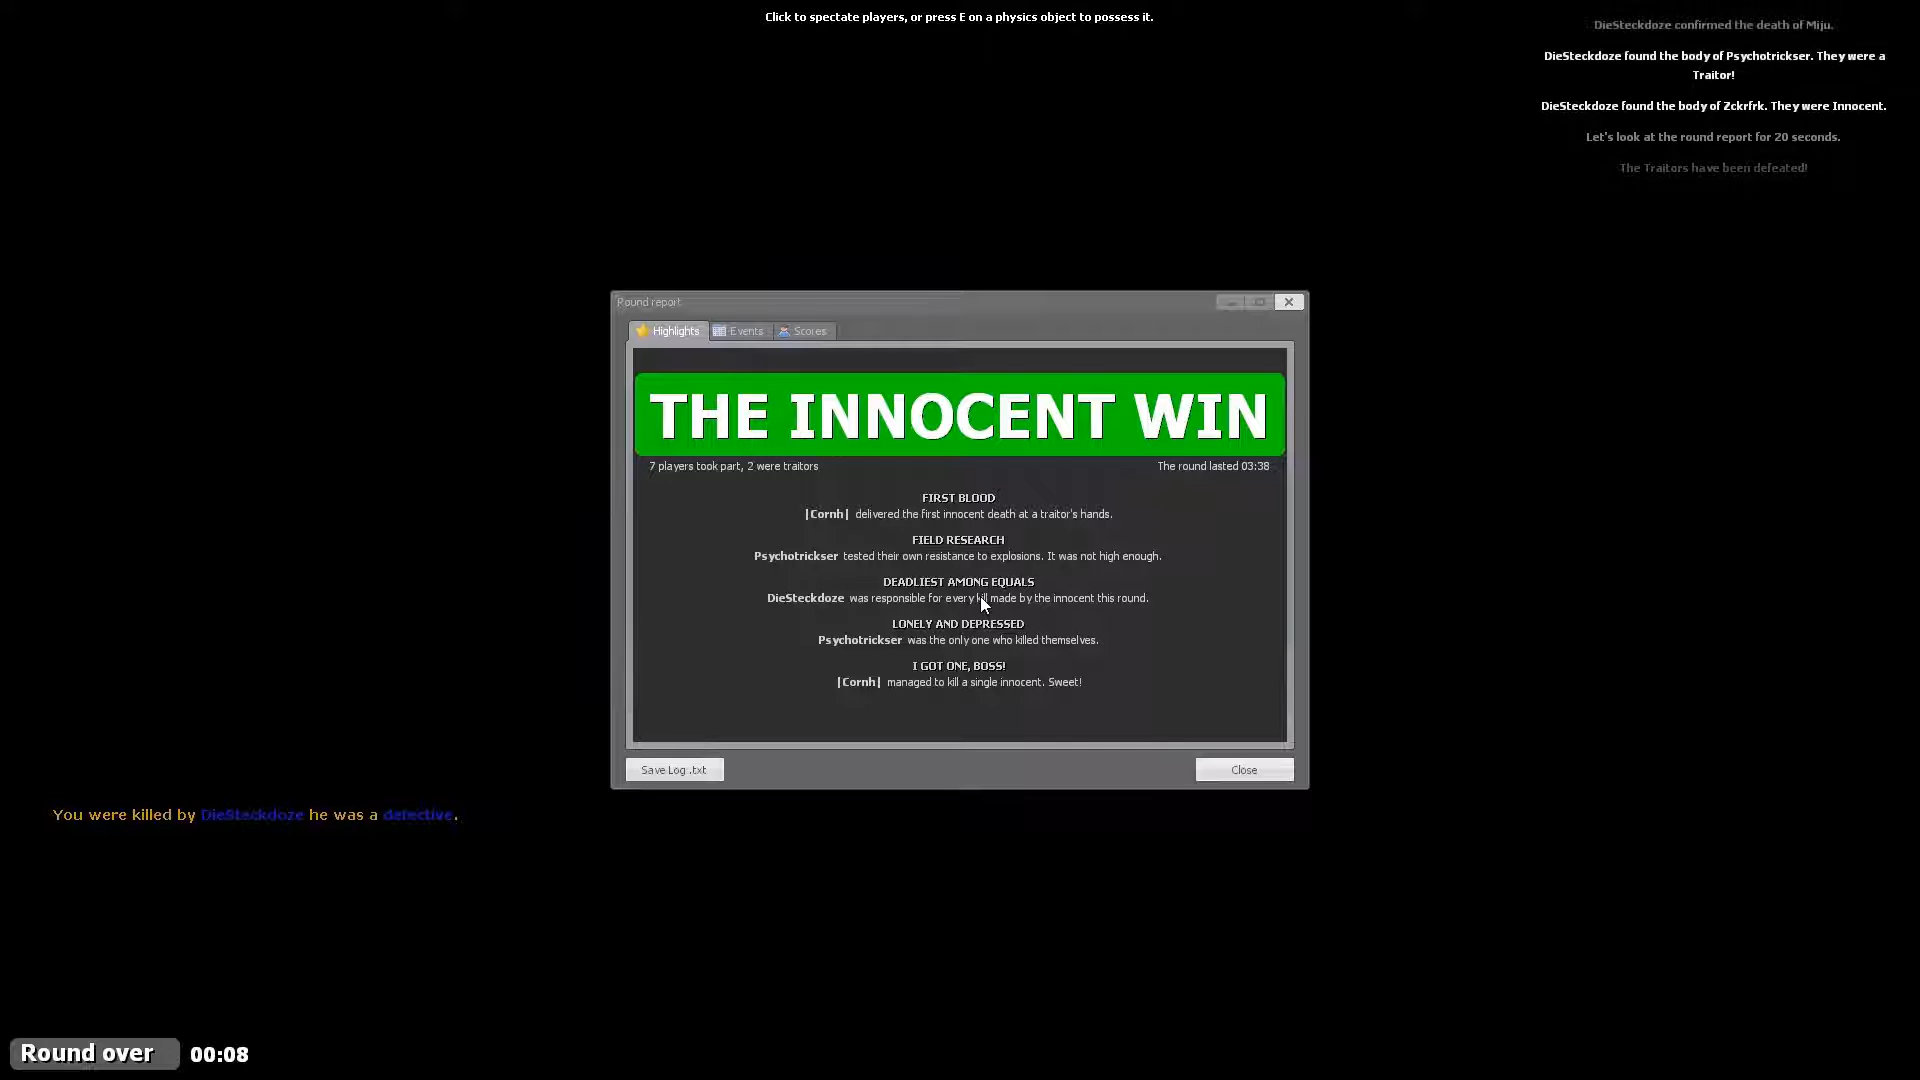 Click to spectate players, or press E on a physics object to possess it.
DieSteckdoze confirmed the death of Miju.
DieSteckdoze found the body of Psychotrickser. They were a
Traitor!
DieSteckdoze found the body of Zckrfrk. They were Innocent.
Let's look at the round report for 20 seconds.
The Traitors have been defeated!
Round report
Highlights
Events
Scores
THE INNOCENT WIN
7 players took part, 2 were traitors
The round lasted 03:38
FIRST BLOOD
|Cornh| delivered the first innocent death at a traitor's hands.
FIELD RESEARCH
Psychotrickser tested their own resistance to explosions. It was not high enough.
DEADLIEST AMONG EQUALS
DieSteckdoze was responsible for every kill made by the innocent this round.
LONELY AND DEPRESSED
Psychotrickser was the only one who killed themselves.
I GOT ONE, BOSS!
|Cornh| managed to kill a single innocent. Sweet!
Save Log .txt
Close
You were killed by DieSteckdoze he was a defective.
Round over
00:08